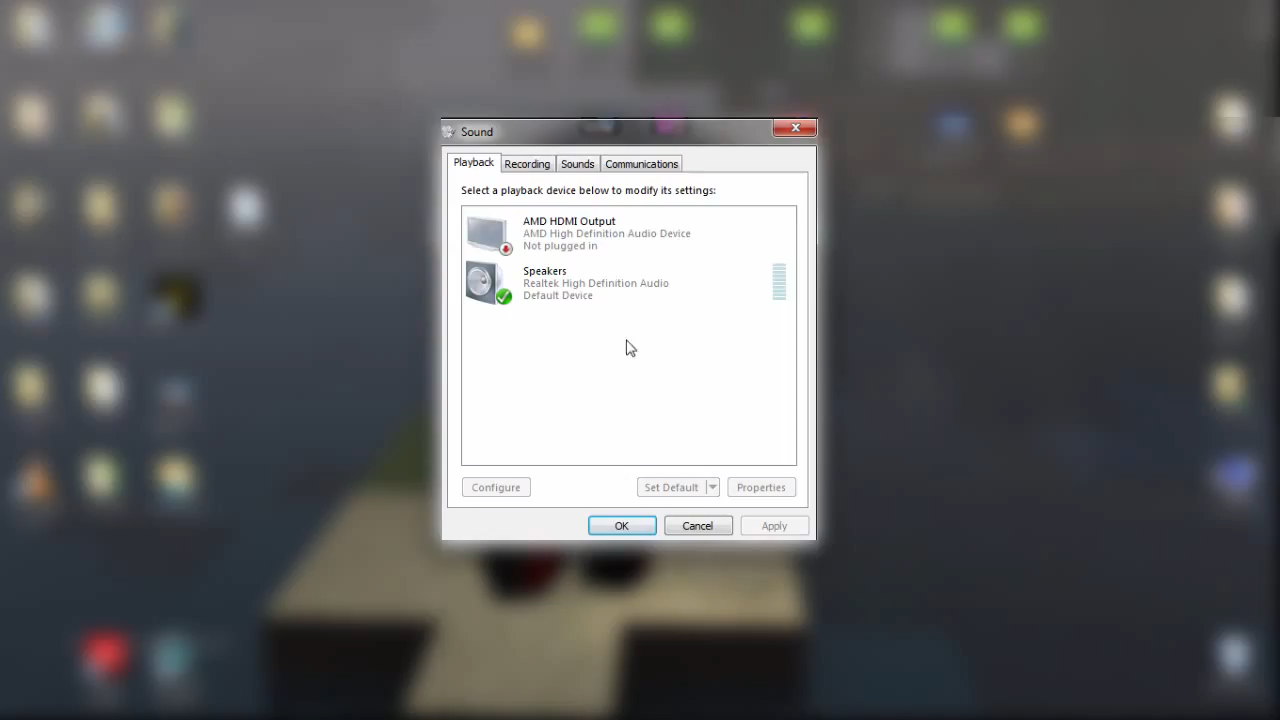 Sound
Playback
Recording
Sounds
Communications
Select a playback device below to modify its settings:
AMD HDMI Output
AMD High Definition Audio Device
Not plugged in
Speakers
Realtek High Definition Audio
Default Device
Configure
Set Default
Properties
OK
Cancel
Apply